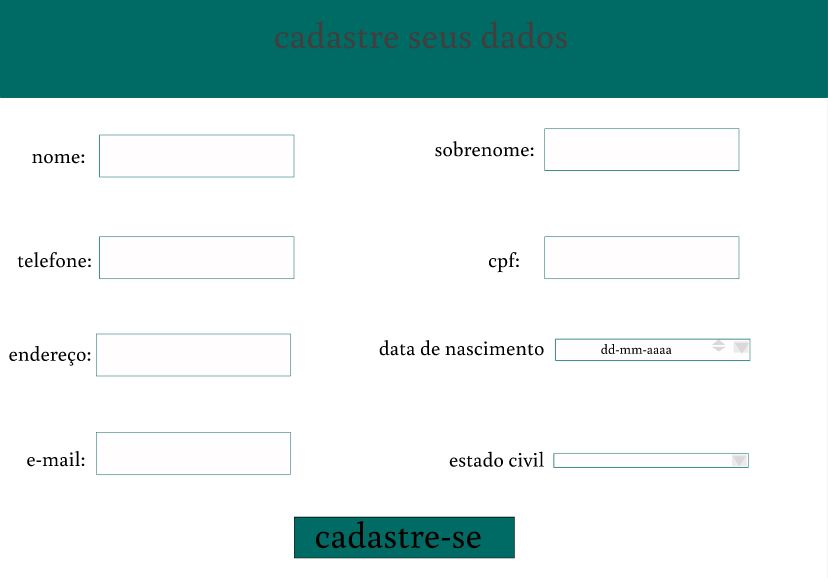 cadastre seus dados
nome:
sobrenome:
telefone:
cpf:
endereço:
data de nascimento
dd-mm-aaaa
e-mail:
estado civil
cadastre-se